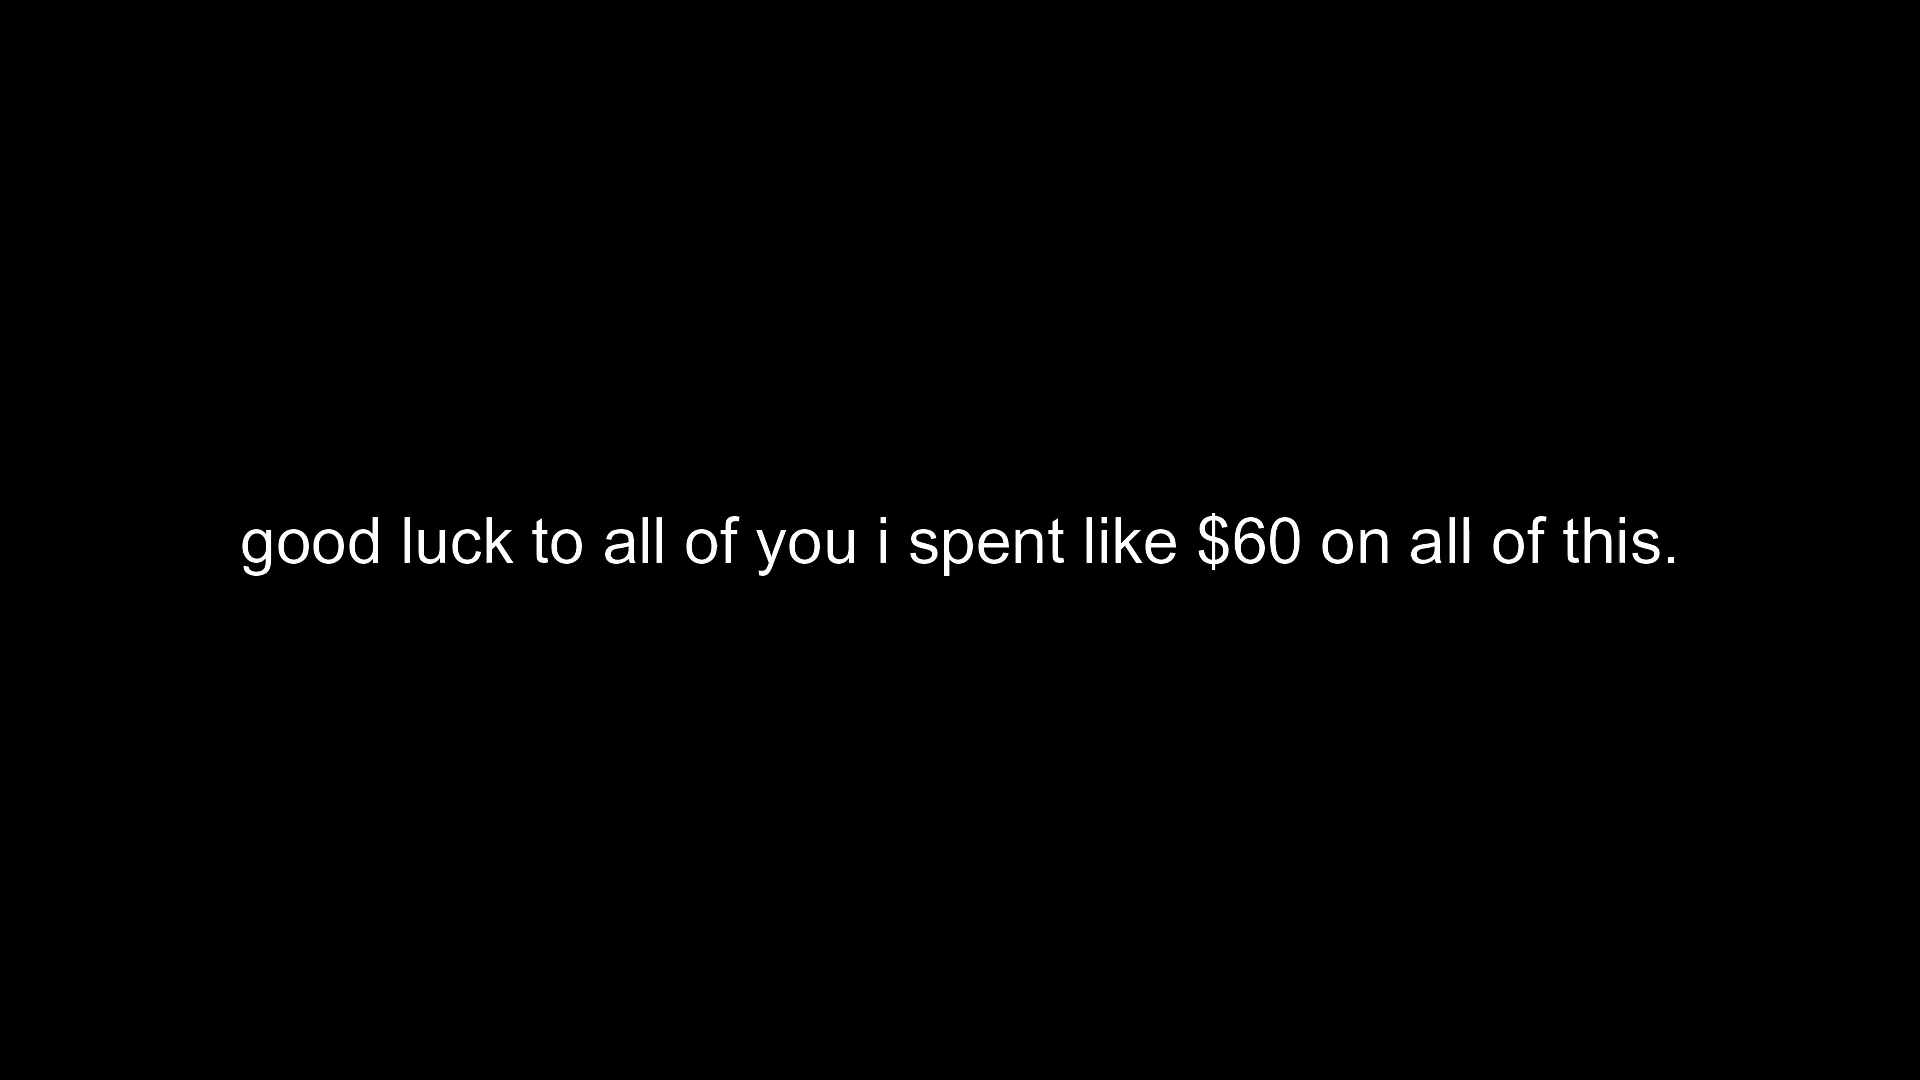 good luck to all of you i spent like $60 on all of this.